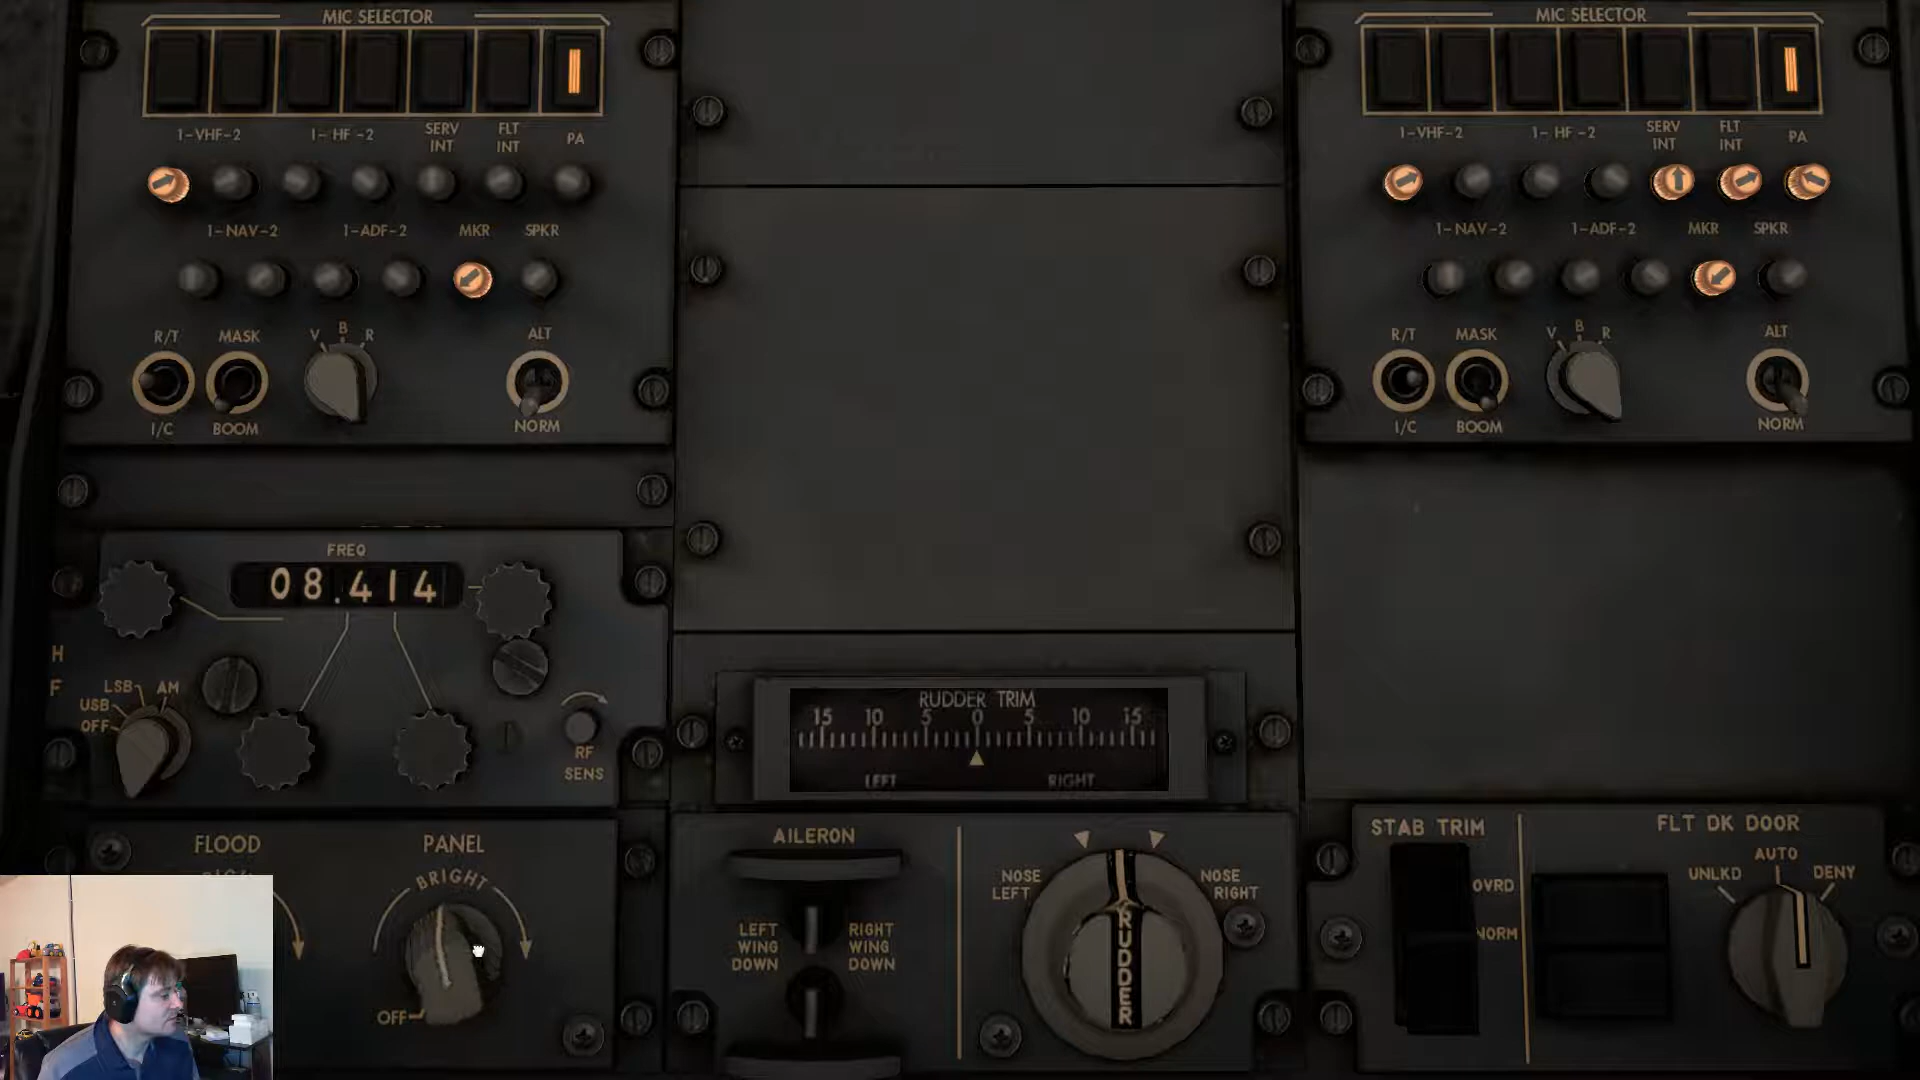 MIC SELECTOR
1-VHF-2 1-HF-2 SERV INT FLT INT PA
1-NAV-2 1-ADF-2 MKR SPKR
R/T MASK V B R ALT
I/C BOOM NORM
MIC SELECTOR
1-VHF-2 1-HF-2 SERV INT FLT INT PA
1-NAV-2 1-ADF-2 MKR SPKR
R/T MASK V B R ALT
I/C BOOM NORM
FREQ
08.414
HF
LSB AM
USB
OFF
RF
SENS
RUDDER TRIM
15 10 5 0 5 10 15
LEFT RIGHT
FLOOD PANEL
BRIGHT
OFF
AILERON
LEFT WING DOWN
RIGHT WING DOWN
NOSE LEFT
NOSE RIGHT
RUDDER
STAB TRIM
OVRD
NORM
FLT DK DOOR
AUTO
UNLKD DENY